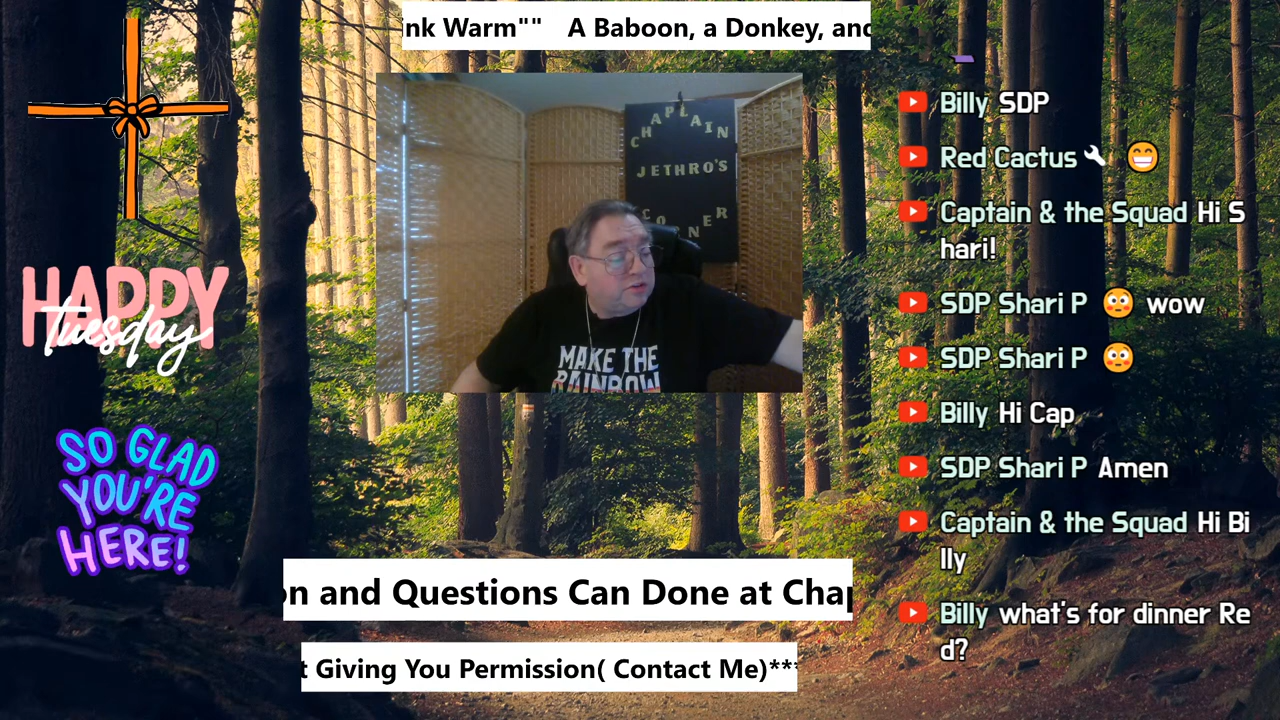 ink Warm"" A Baboon, a Donkey, and
CHAPLAIN
JETHRO'S
CORNER
MAKE THE
RAINBOW
HAPPY
Tuesday
SO GLAD
YOU'RE
HERE!
on and Questions Can Done at Chap
t Giving You Permission( Contact Me)***
Billy SDP
Red Cactus 😁
Captain & the Squad Hi S
hari!
SDP Shari P 😳 wow
SDP Shari P 😳
Billy Hi Cap
SDP Shari P Amen
Captain & the Squad Hi Bi
lly
Billy what's for dinner Re
d?